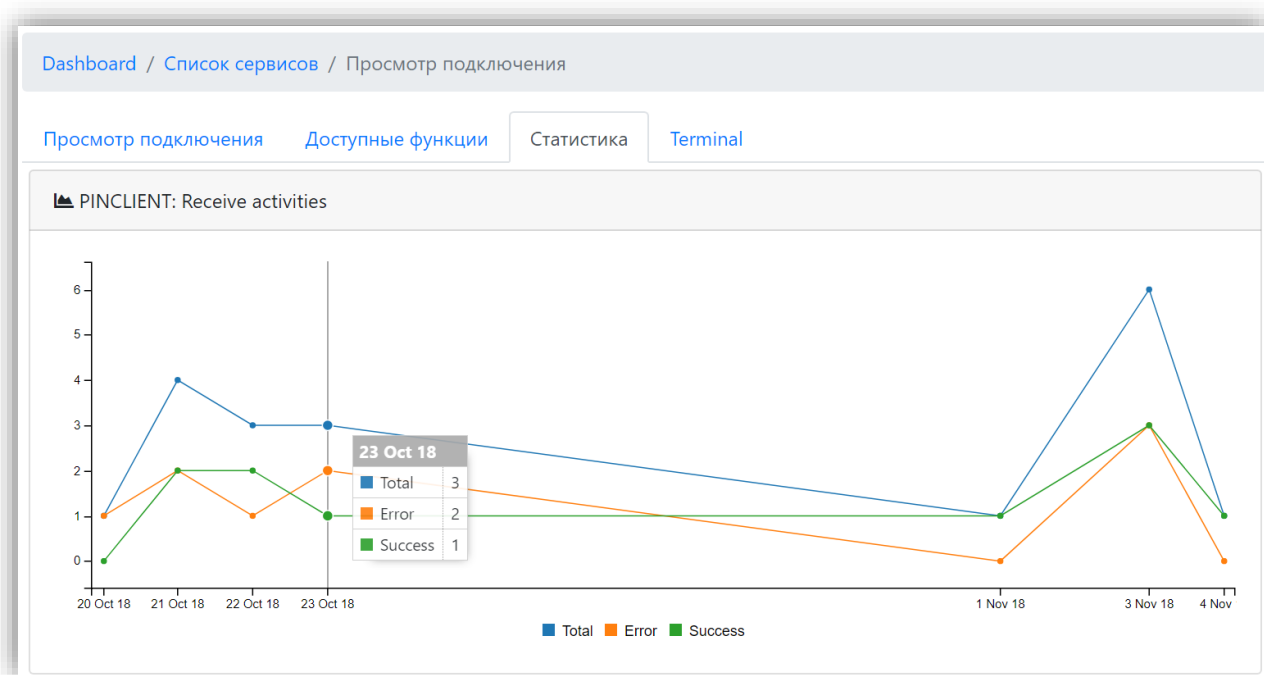 Dashboard / Список сервисов / Просмотр подключения
Просмотр подключения Доступные функции Статистика Terminal
PINCLIENT: Receive activities
6
5
4
3
2
1
0
23 Oct 18
Total 3
Error 2
Success 1
20 Oct 18 21 Oct 18 22 Oct 18 23 Oct 18 1 Nov 18 3 Nov 18 4 Nov
Total Error Success